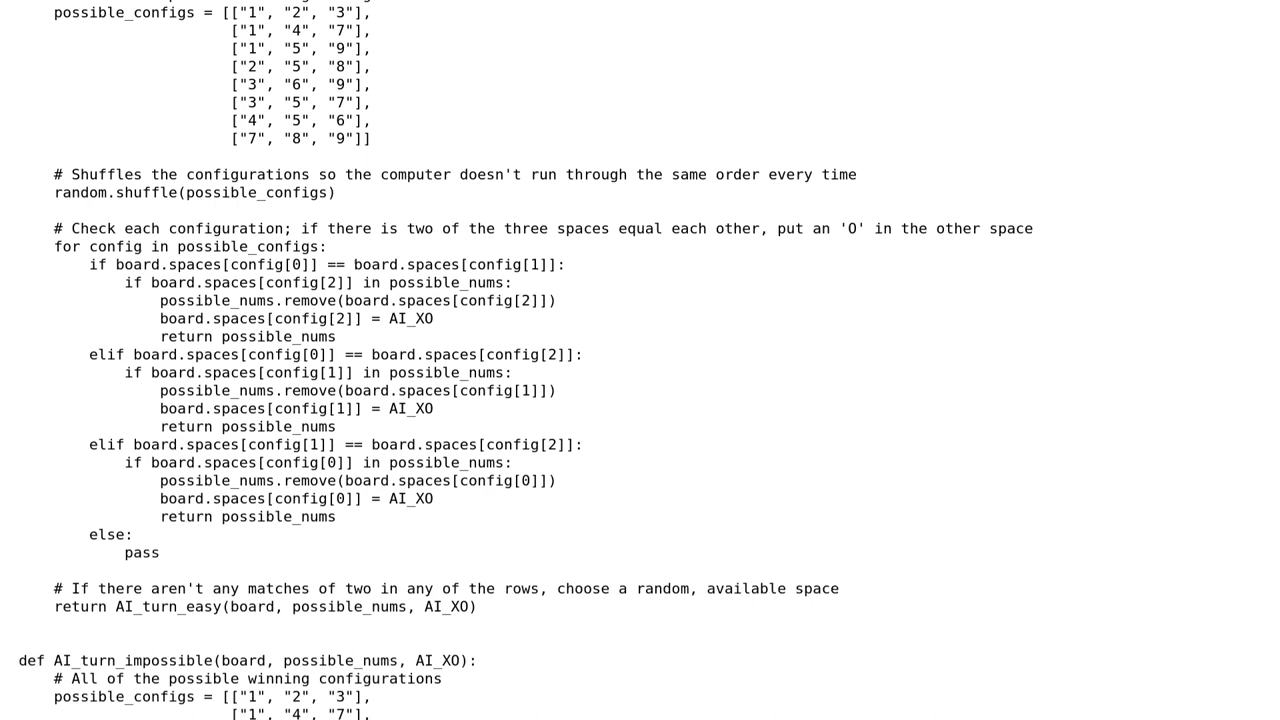 possible_configs = [["1", "2", "3"],
["1", "4", "7"],
["1", "5", "9"],
["2", "5", "8"],
["3", "6", "9"],
["3", "5", "7"],
["4", "5", "6"],
["7", "8", "9"]]
# Shuffles the configurations so the computer doesn't run through the same order every time
random.shuffle(possible_configs)
# Check each configuration; if there is two of the three spaces equal each other, put an 'O' in the other space
for config in possible_configs:
if board.spaces[config[0]] == board.spaces[config[1]]:
if board.spaces[config[2]] in possible_nums:
possible_nums.remove(board.spaces[config[2]])
board.spaces[config[2]] = AI_XO
return possible_nums
elif board.spaces[config[0]] == board.spaces[config[2]]:
if board.spaces[config[1]] in possible_nums:
possible_nums.remove(board.spaces[config[1]])
board.spaces[config[1]] = AI_XO
return possible_nums
elif board.spaces[config[1]] == board.spaces[config[2]]:
if board.spaces[config[0]] in possible_nums:
possible_nums.remove(board.spaces[config[0]])
board.spaces[config[0]] = AI_XO
return possible_nums
else:
pass
# If there aren't any matches of two in any of the rows, choose a random, available space
return AI_turn_easy(board, possible_nums, AI_XO)
def AI_turn_impossible(board, possible_nums, AI_XO):
# All of the possible winning configurations
possible_configs = [["1", "2", "3"],
["1", "4", "7"],